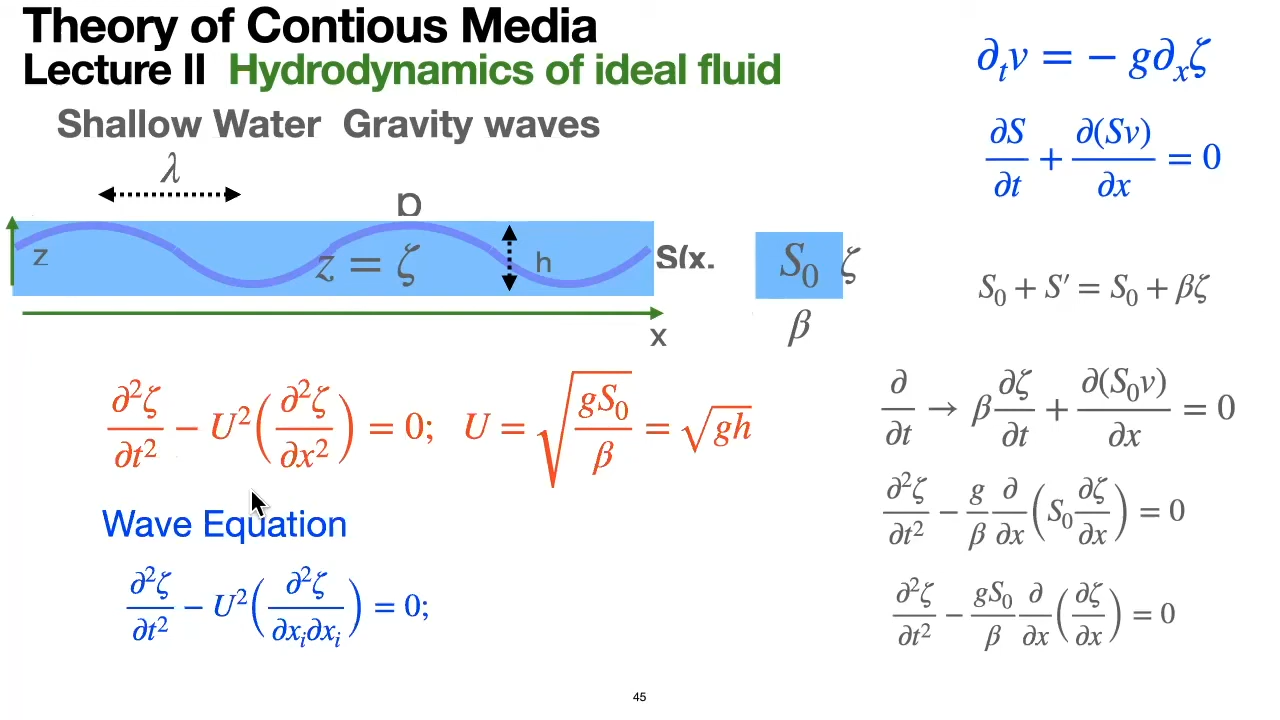 Theory of Contious Media
Lecture II Hydrodynamics of ideal fluid
Shallow Water Gravity waves
λ
p
z
z = ζ
h
S(x,
x
S₀ ζ
β
∂ₜv = − g∂ₓζ
∂S/∂t + ∂(Sv)/∂x = 0
S₀ + S′ = S₀ + βζ
∂/∂t → β ∂ζ/∂t + ∂(S₀v)/∂x = 0
∂²ζ/∂t² − g/β ∂/∂x (S₀ ∂ζ/∂x) = 0
∂²ζ/∂t² − gS₀/β ∂/∂x (∂ζ/∂x) = 0
∂²ζ/∂t² − U²(∂²ζ/∂x²) = 0; U = √(gS₀/β) = √gh
Wave Equation
∂²ζ/∂t² − U²(∂²ζ/∂xᵢ∂xᵢ) = 0;
45